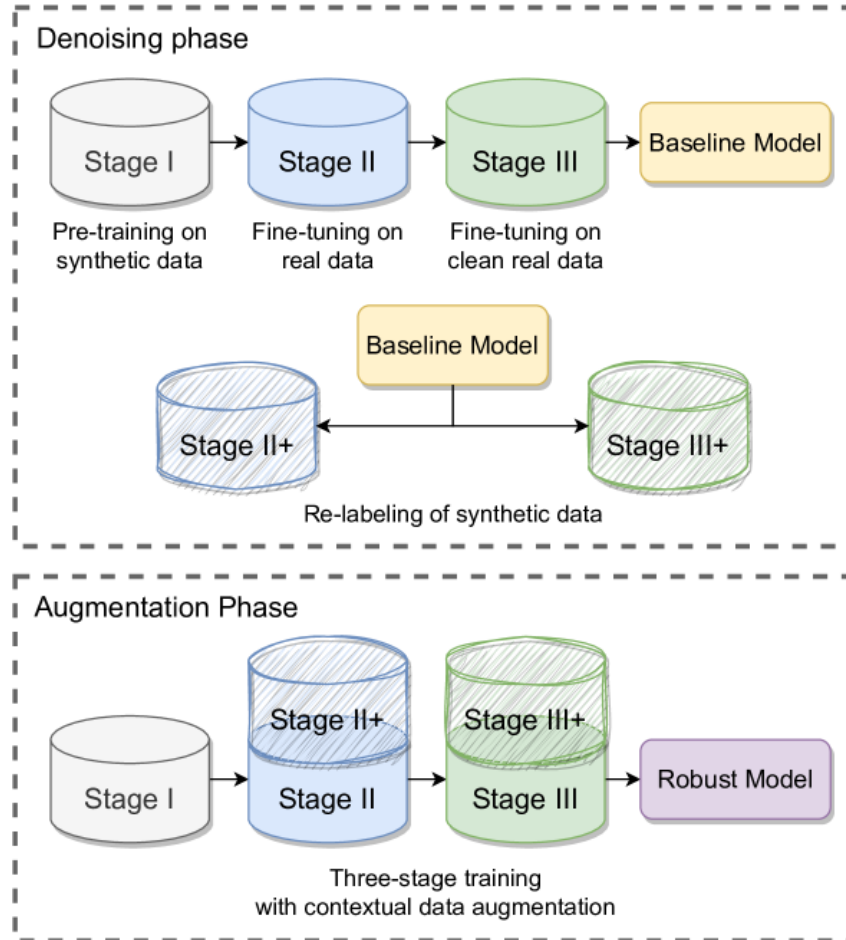 Denoising phase
Stage I
Stage II
Stage III
Baseline Model
Pre-training on
synthetic data
Fine-tuning on
real data
Fine-tuning on
clean real data
Baseline Model
Stage II+
Stage III+
Re-labeling of synthetic data
Augmentation Phase
Stage II+
Stage III+
Stage I
Stage II
Stage III
Robust Model
Three-stage training
with contextual data augmentation